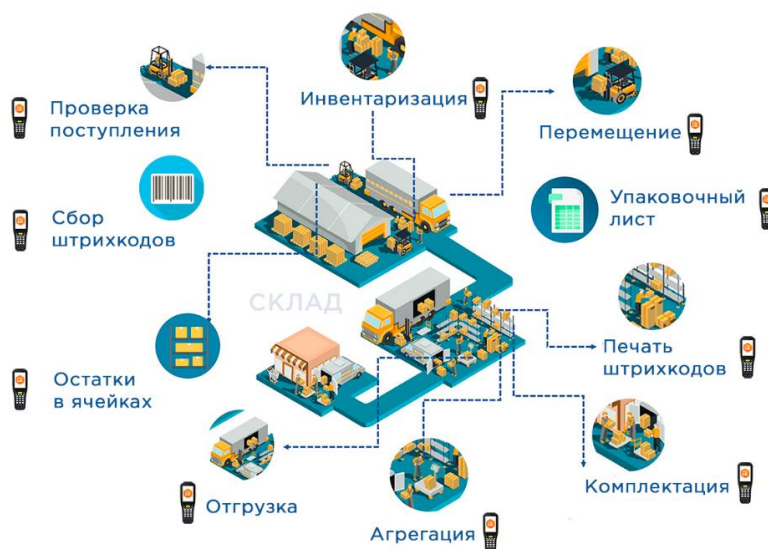 Инвентаризация
Проверка
поступления
Перемещение
Сбор
штрихкодов
Упаковочный
лист
СКЛАД
Остатки
в ячейках
Печать
штрихкодов
Отгрузка
Агрегация
Комплектация